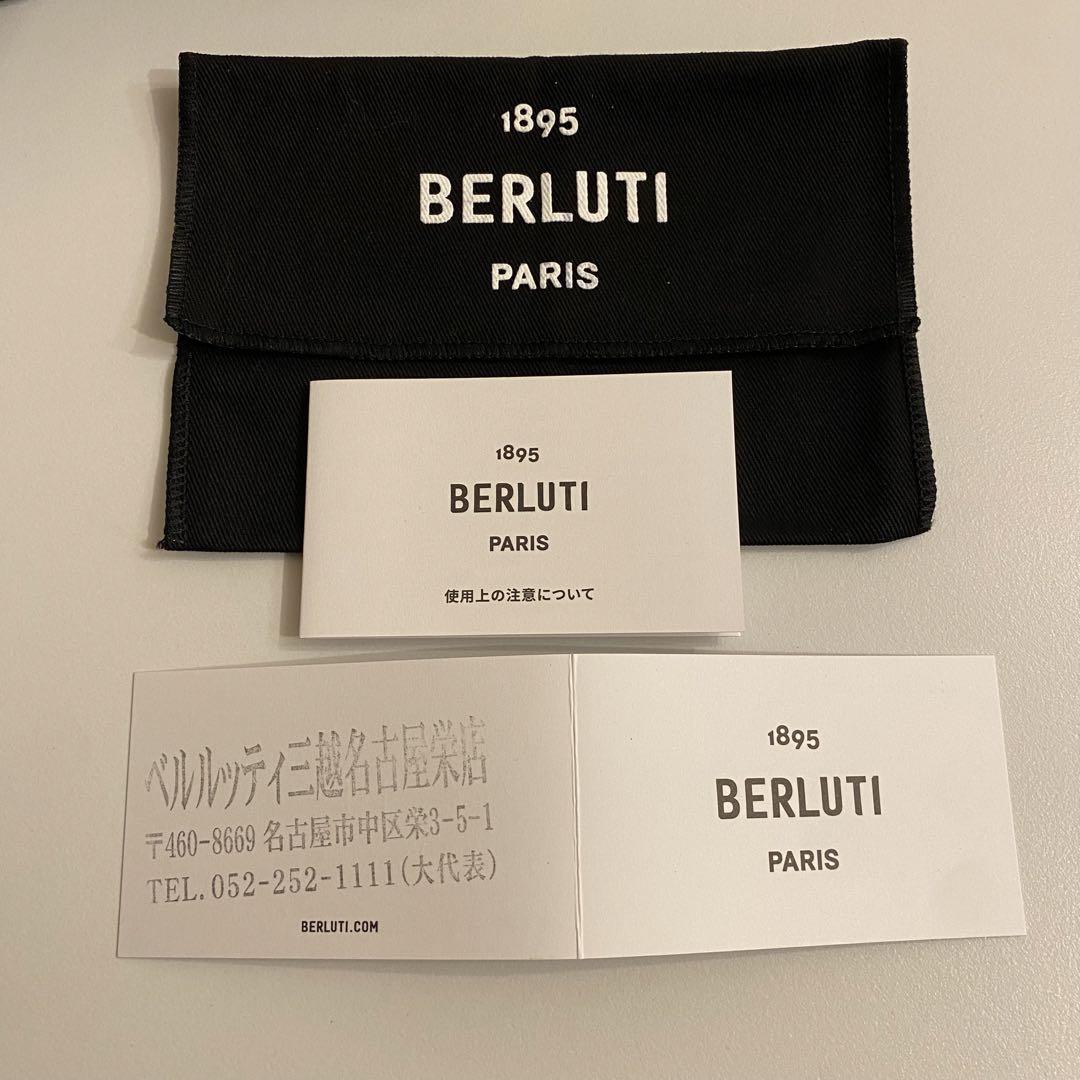 1895
BERLUTI
PARIS
1895
BERLUTI
PARIS
使用上の注意について
ベルルッティ三越名古屋栄店
〒460-8669 名古屋市中区栄3-5-1
TEL. 052-252-1111(大代表)
BERLUTI.COM
1895
BERLUTI
PARIS